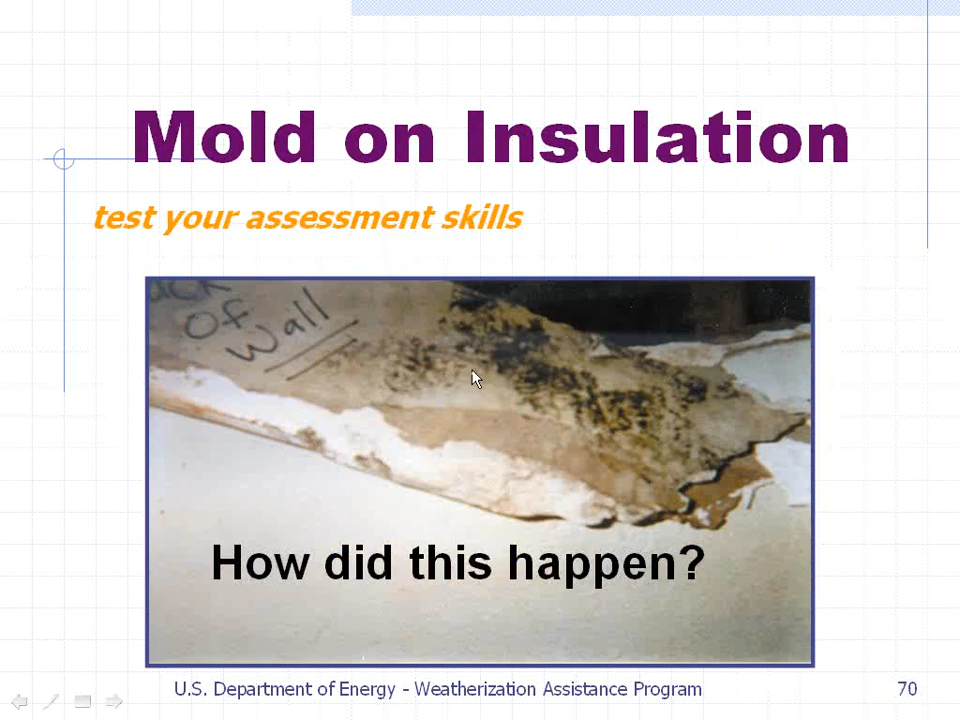 Mold on Insulation
test your assessment skills
Of
Wall
How did this happen?
U.S. Department of Energy - Weatherization Assistance Program
70